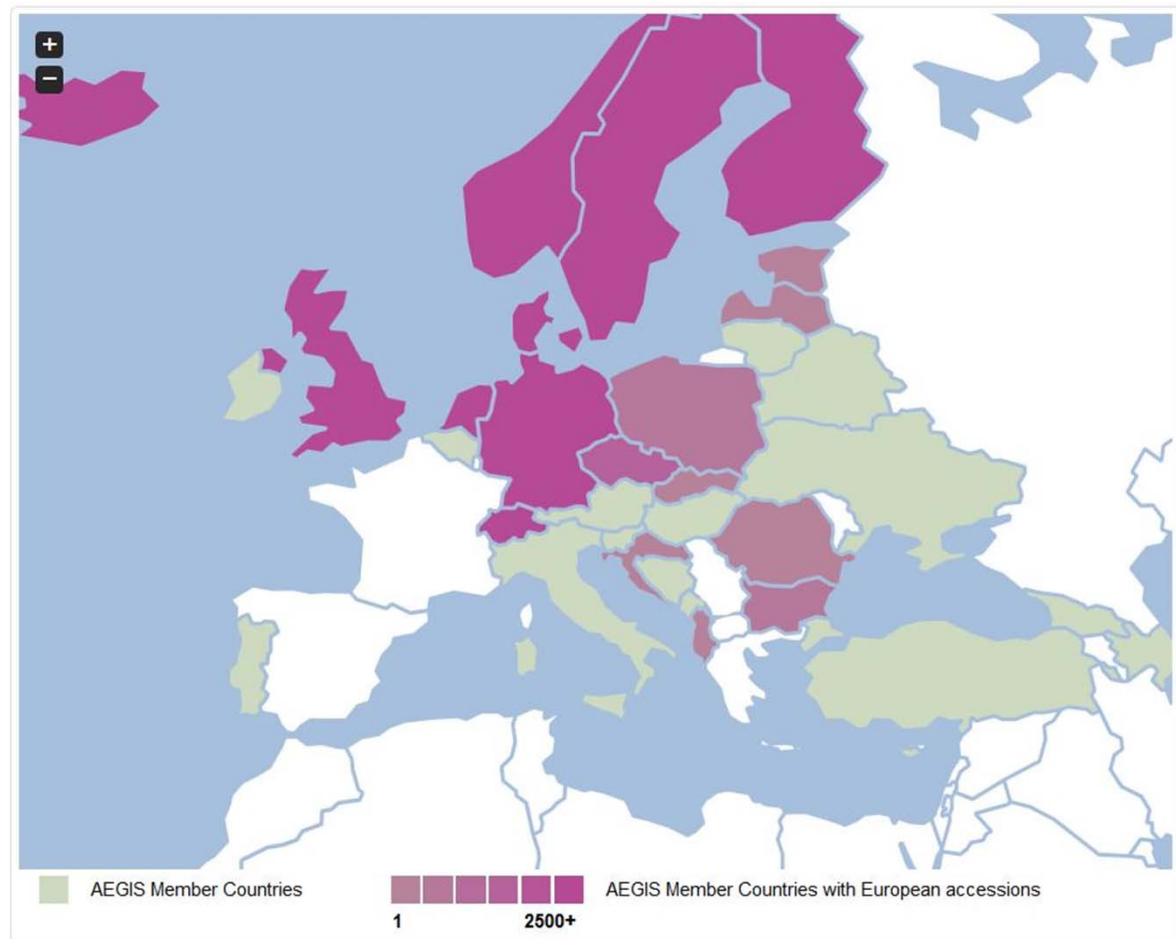 +
−
AEGIS Member Countries
AEGIS Member Countries with European accessions
1
2500+